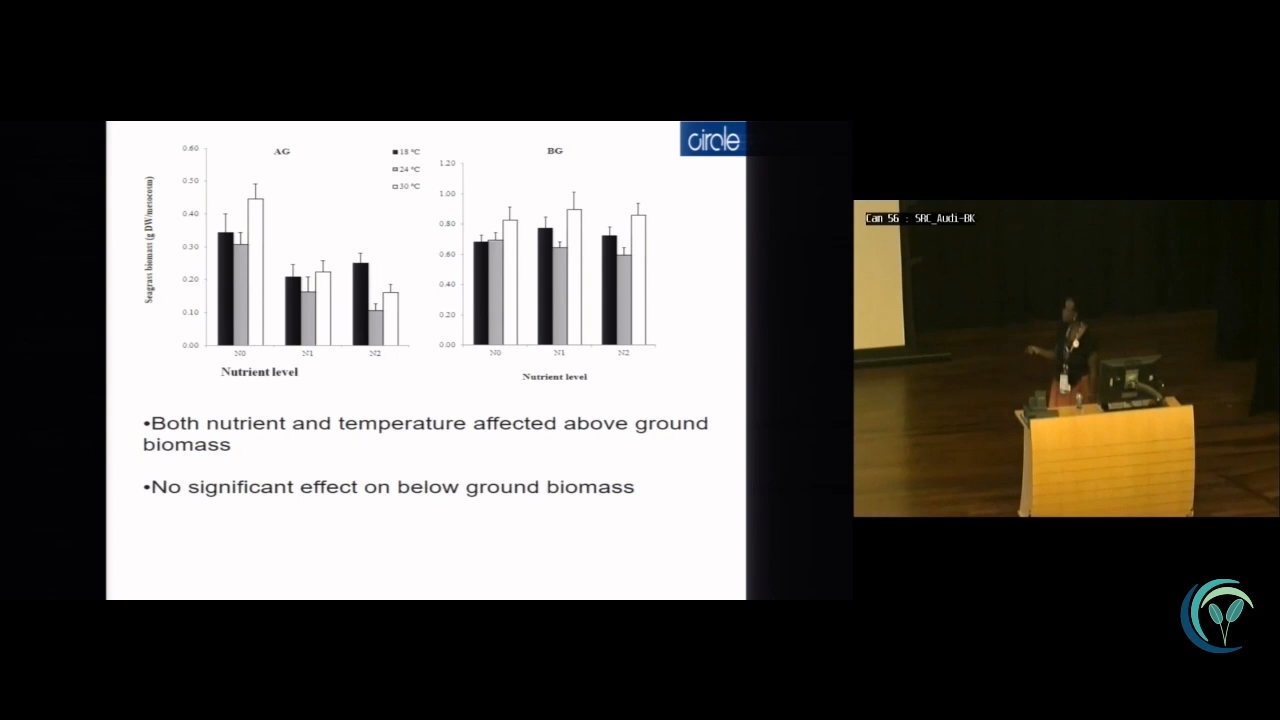 circle
AG
0.60
0.50
0.40
0.30
0.20
0.10
0.00
Seagrass biomass (g DW/mesocosm)
18 °C
24 °C
30 °C
N0
N1
N2
Nutrient level
BG
1.20
1.00
0.80
0.60
0.40
0.20
0.00
N0
N1
N2
Nutrient level
•Both nutrient and temperature affected above ground
biomass
•No significant effect on below ground biomass
Cam 56 : SRC_Audi-BK